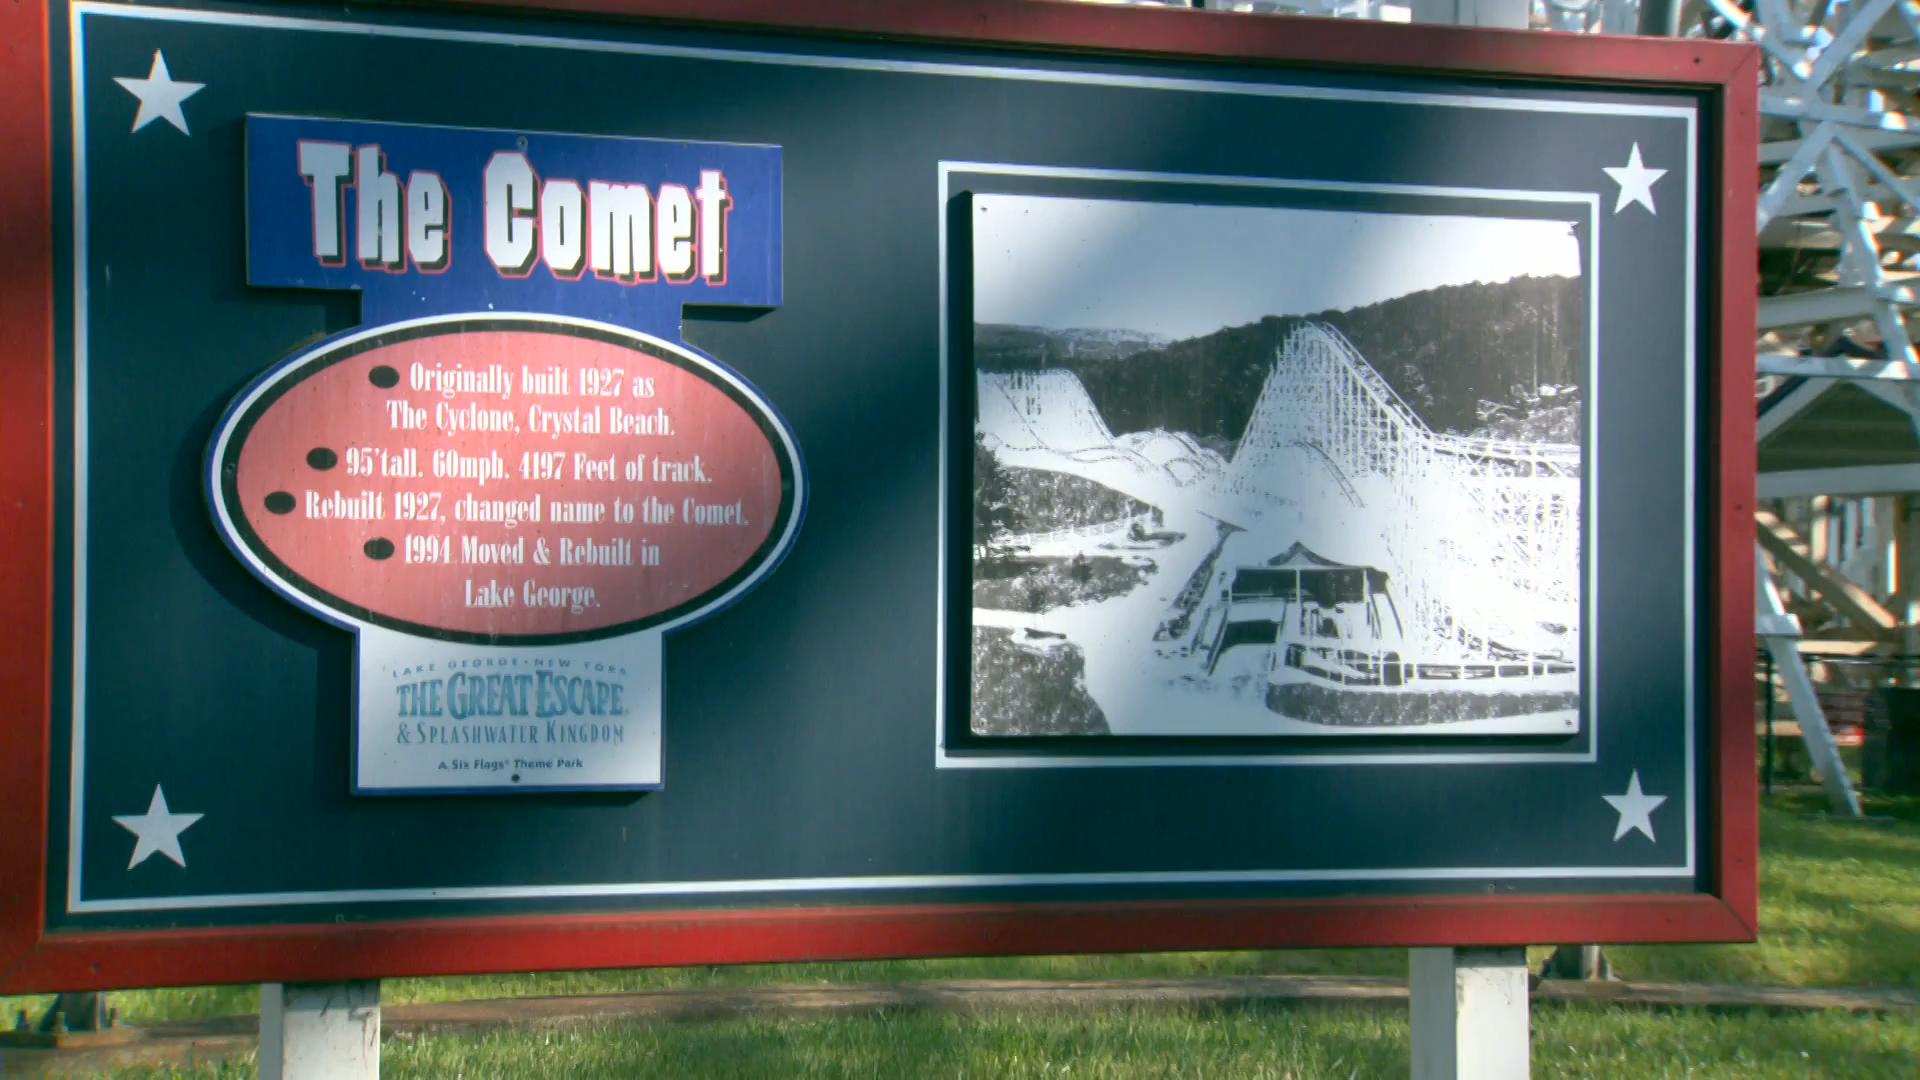 The Comet
Originally built 1927 as
The Cyclone, Crystal Beach.
95'tall. 60mph. 4197 Feet of track.
Rebuilt 1927, changed name to the Comet.
1994 Moved & Rebuilt in
Lake George.
LAKE GEORGE • NEW YORK
THE GREAT ESCAPE
& SPLASHWATER KINGDOM
A Six Flags® Theme Park